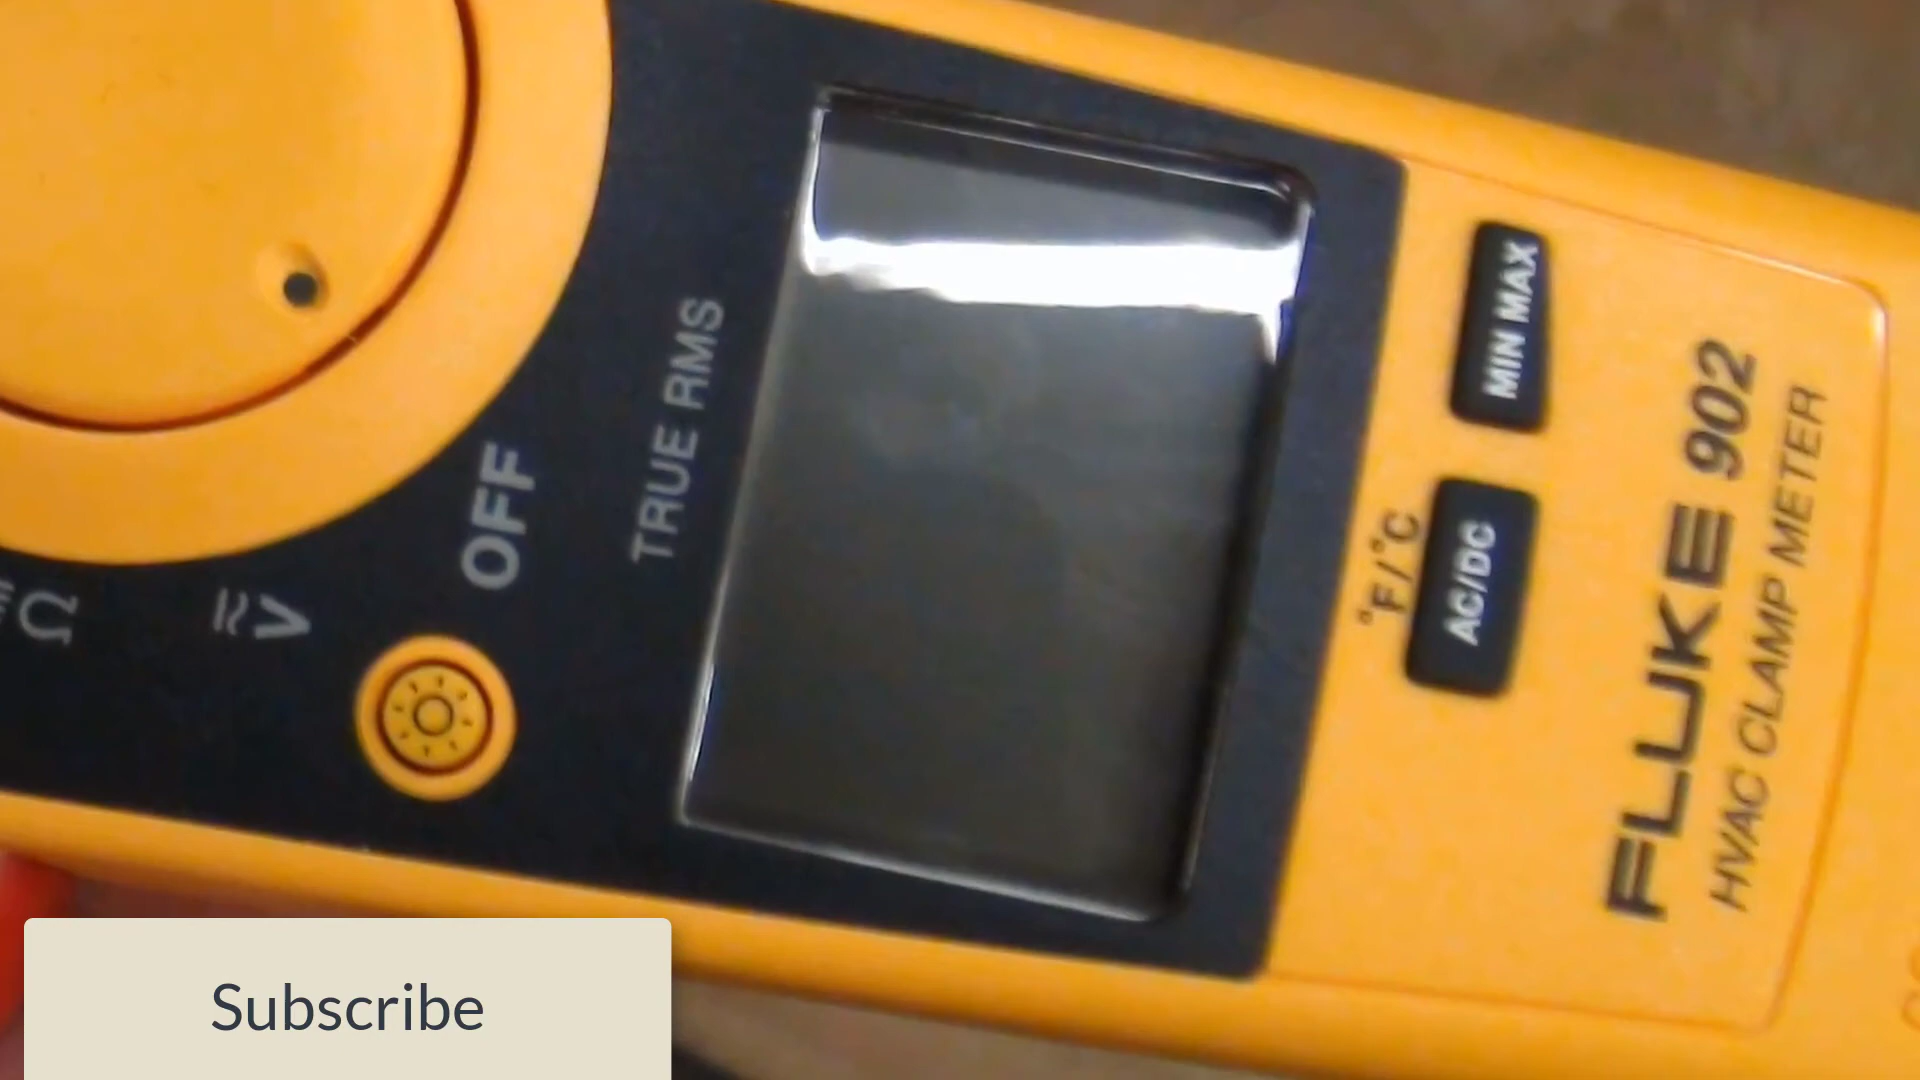 FLUKE 902
HVAC CLAMP METER
MIN MAX
°F/°C
AC/DC
TRUE RMS
OFF
V
Ω
Subscribe